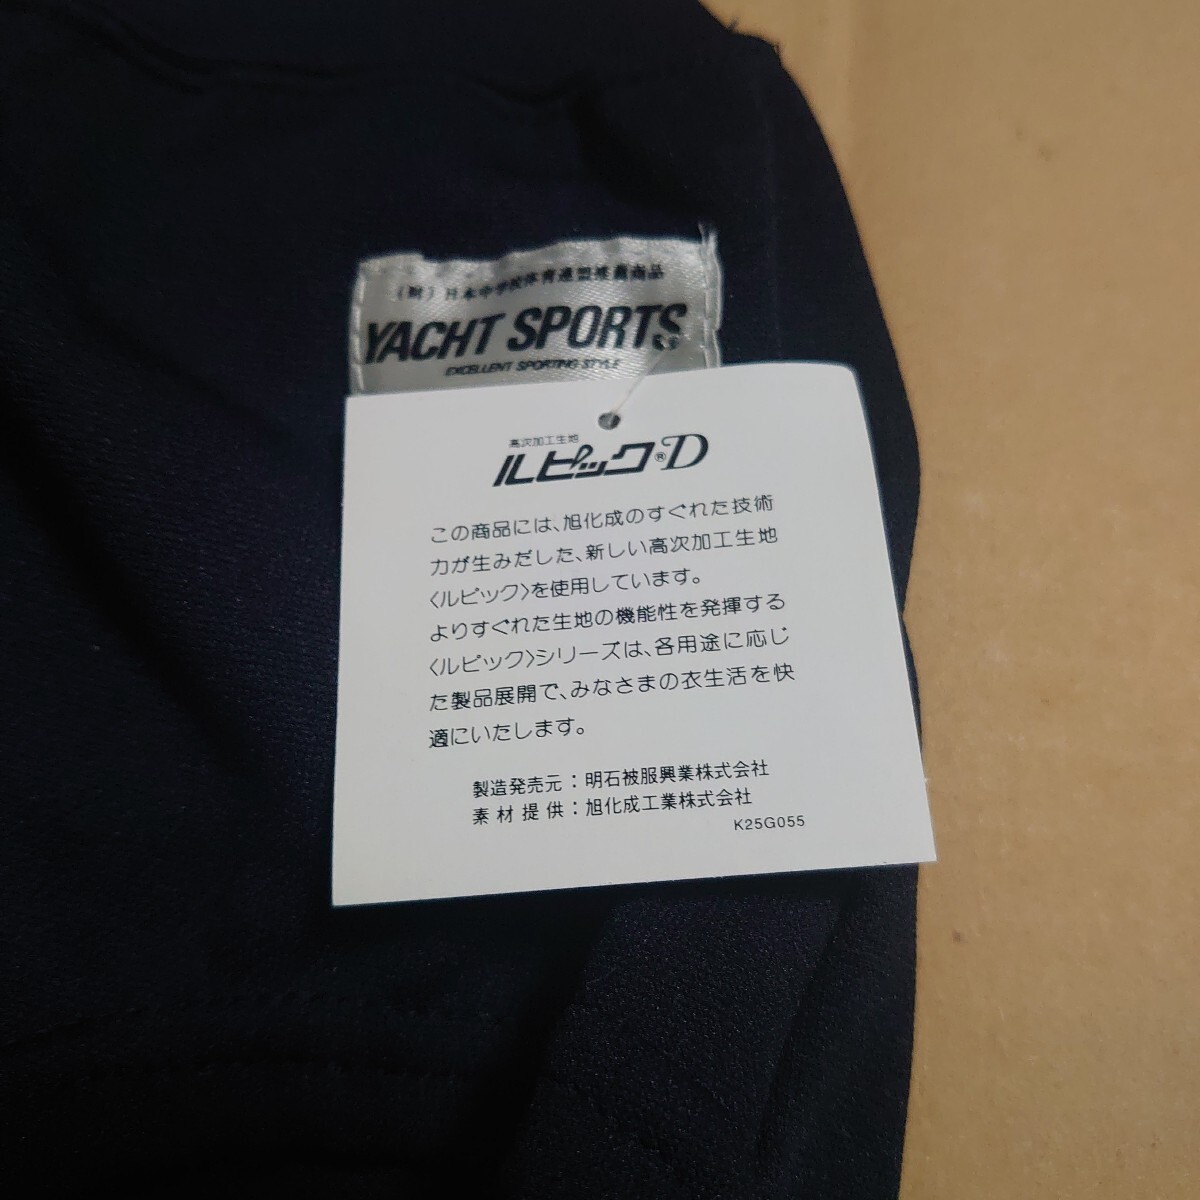 （財）日本中学校体育連盟推薦商品
YACHT SPORTS
EXCELLENT SPORTING STYLE
高次加工生地
ルピック®D
この商品には、旭化成のすぐれた技術
力が生みだした、新しい高次加工生地
〈ルピック〉を使用しています。
よりすぐれた生地の機能性を発揮する
〈ルピック〉シリーズは、各用途に応じ
た製品展開で、みなさまの衣生活を快
適にいたします。
製造発売元：明石被服興業株式会社
素材提供：旭化成工業株式会社
K25G055